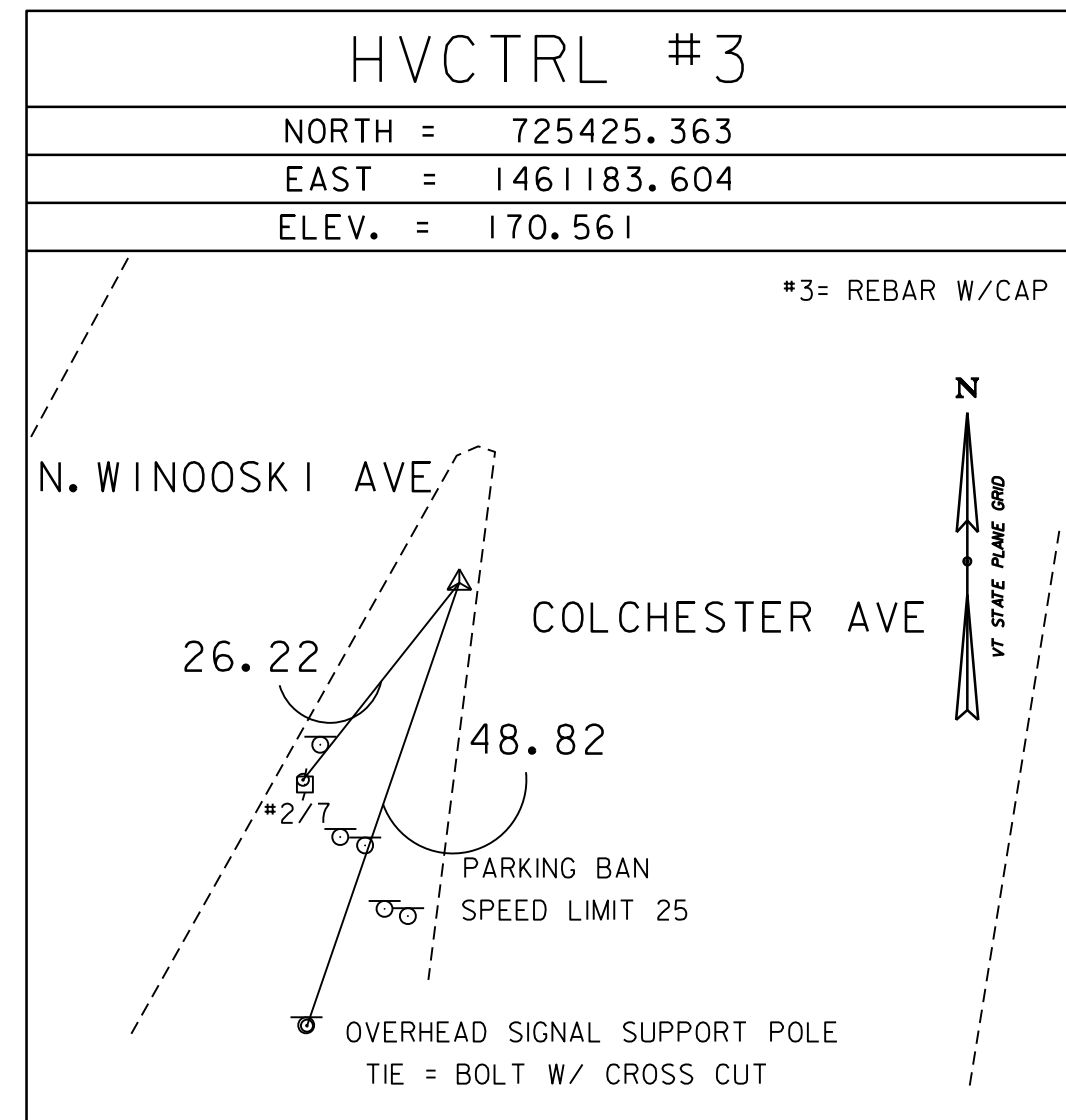 HVCTRL #3
NORTH = 725425.363
EAST = 1461183.604
ELEV. = 170.561
#3= REBAR W/CAP
N
VT STATE PLANE GRID
N. WINOOSKI AVE
COLCHESTER AVE
26.22
48.82
#2/7
PARKING BAN
SPEED LIMIT 25
OVERHEAD SIGNAL SUPPORT POLE
TIE = BOLT W/ CROSS CUT